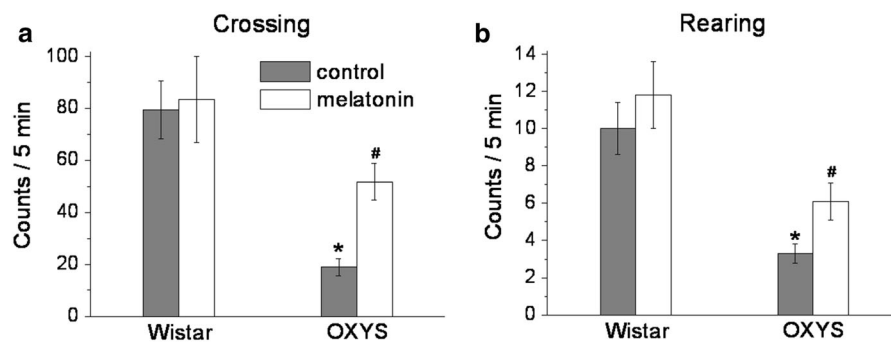 a
Crossing
Counts / 5 min
100
80
60
40
20
0
control
melatonin
*
#
Wistar
OXYS
b
Rearing
Counts / 5 min
14
12
10
8
6
4
2
0
*
#
Wistar
OXYS